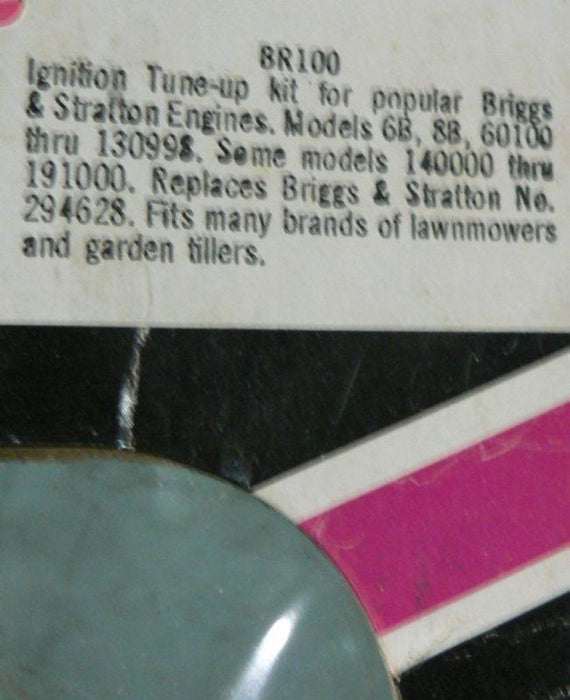 BR100
Ignition Tune-up kit for popular Briggs
& Stratton Engines. Models 6B, 8B, 60100
thru 130998. Some models 140000 thru
191000. Replaces Briggs & Stratton No.
294628. Fits many brands of lawnmowers
and garden tillers.